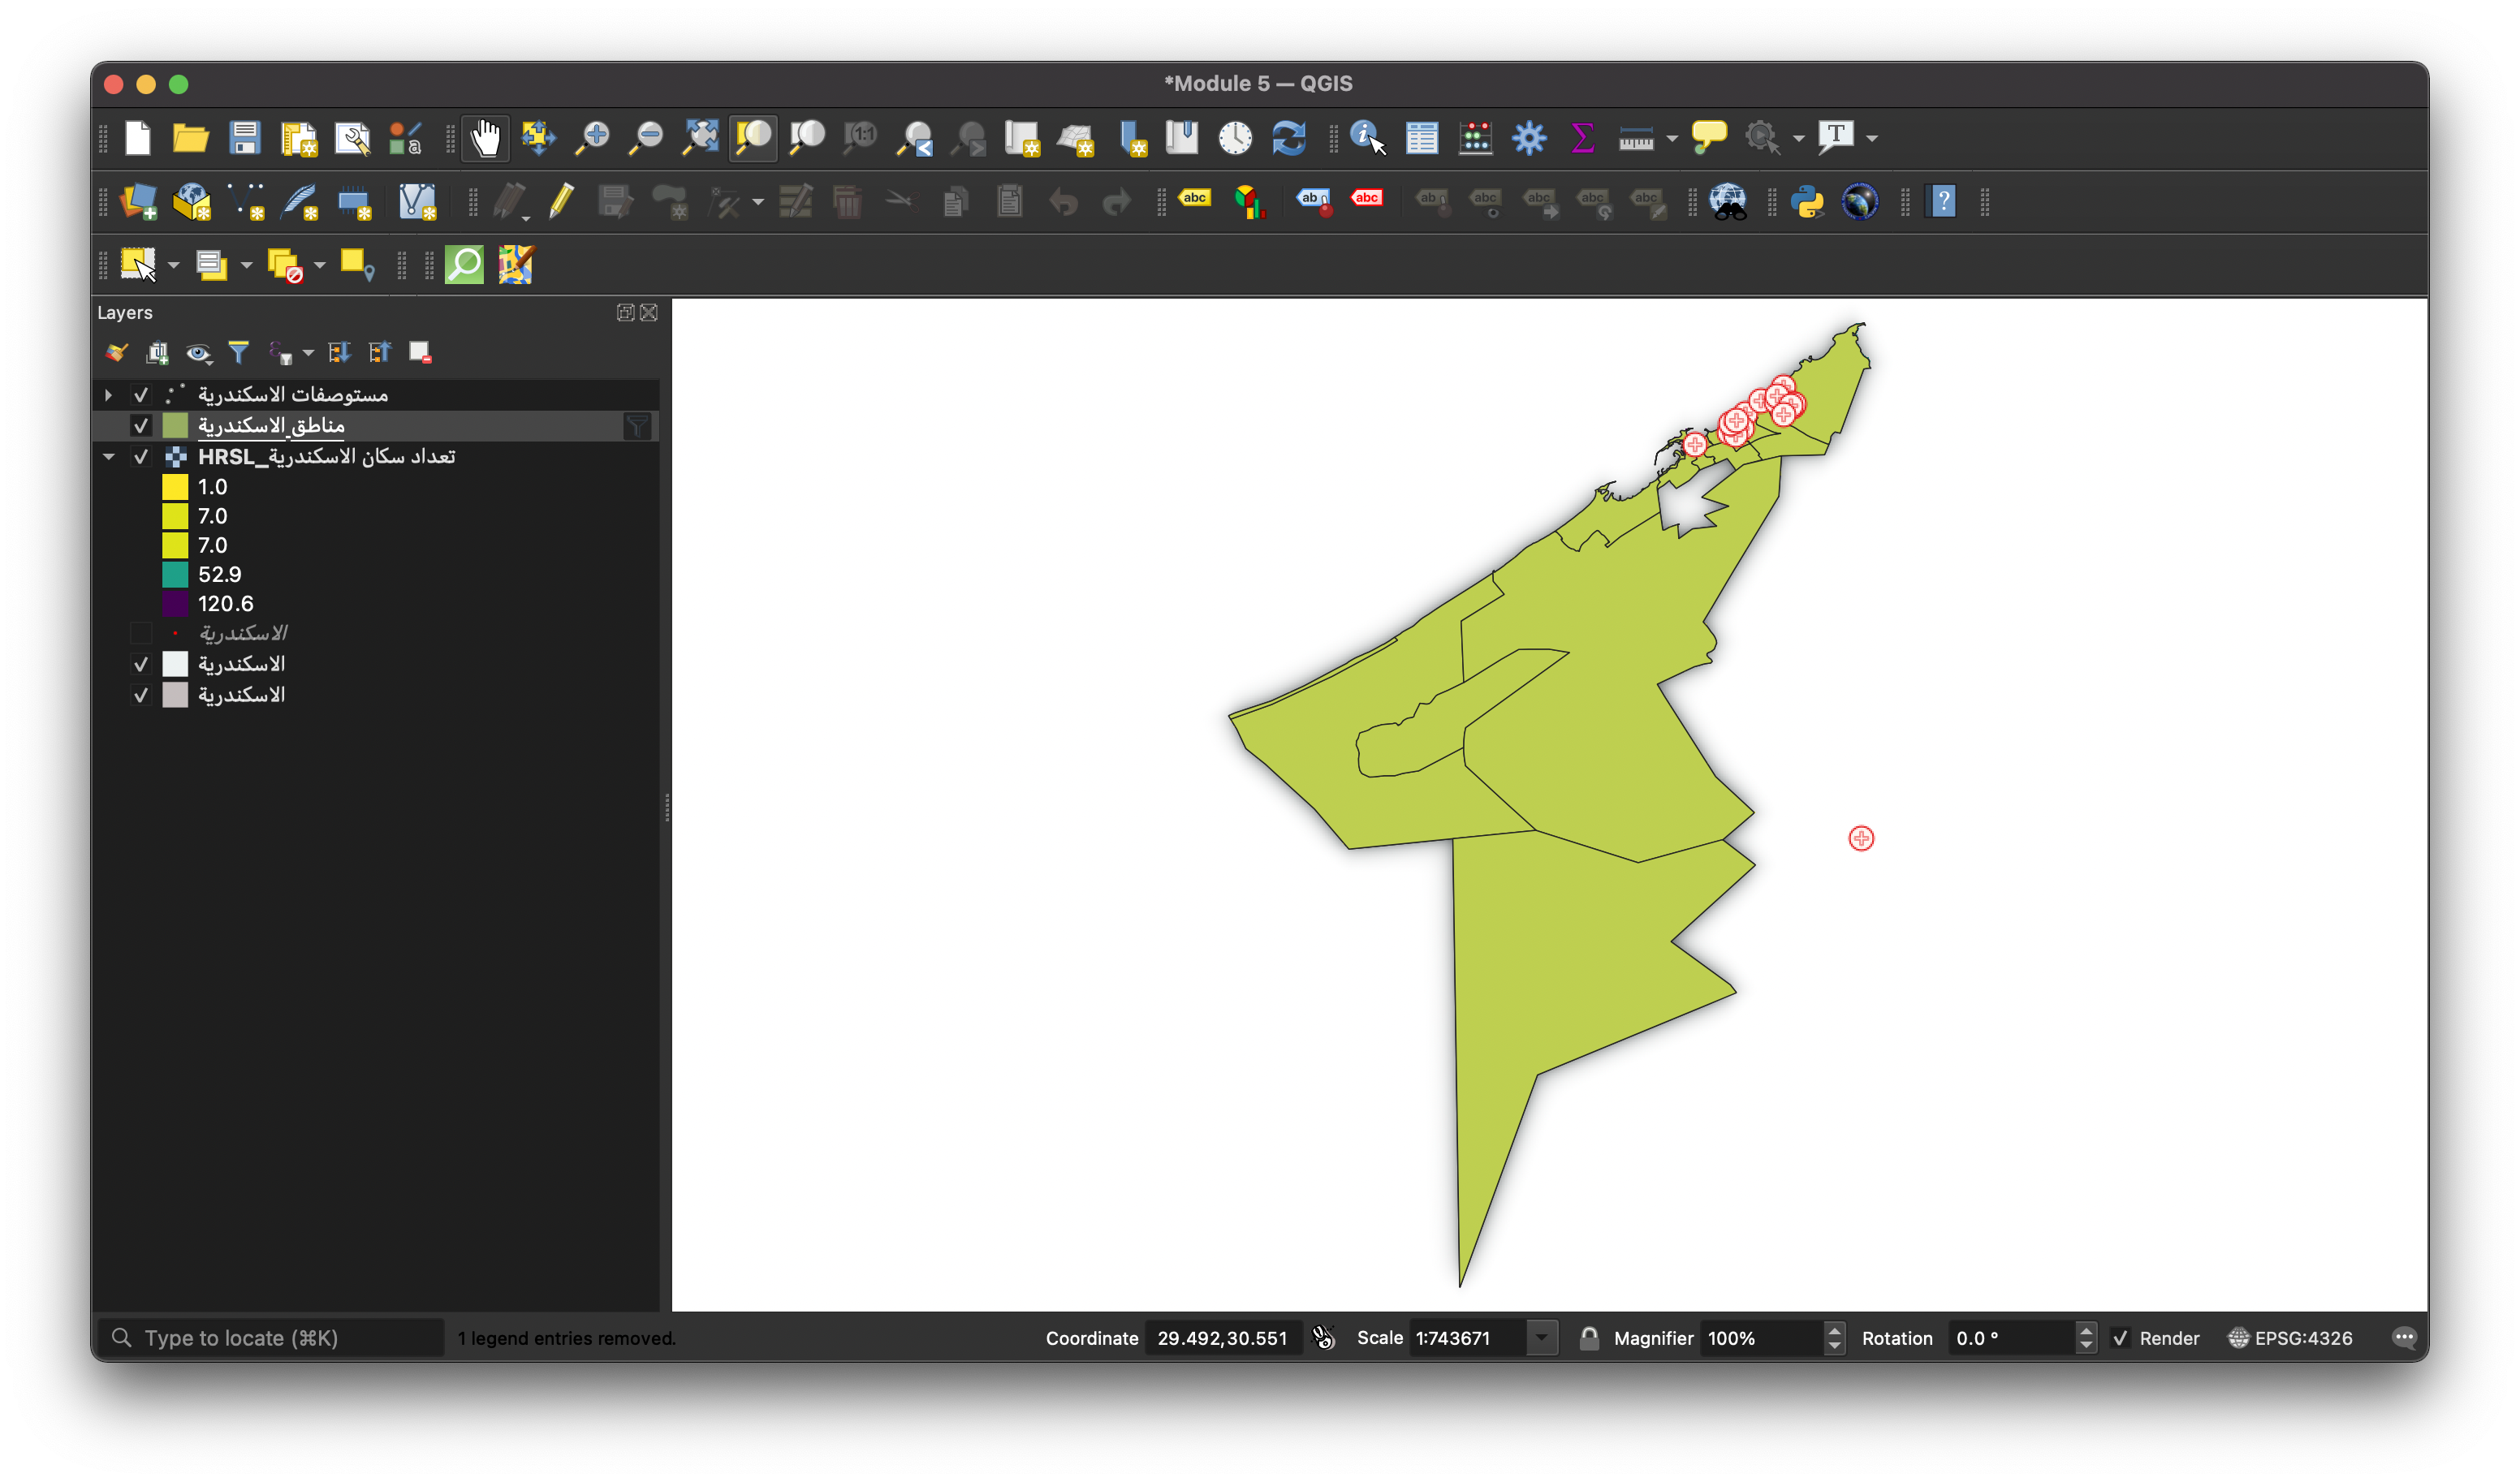 *Module 5 — QGIS
Layers
مستوصفات الاسكندرية
مناطق_الاسكندرية
HRSL_تعداد سكان الاسكندرية
1.0
7.0
7.0
52.9
120.6
الاسكندرية
الاسكندرية
الاسكندرية
Type to locate (⌘K)
1 legend entries removed.
Coordinate 29.492,30.551 Scale 1:743671 Magnifier 100% Rotation 0.0 ° Render EPSG:4326